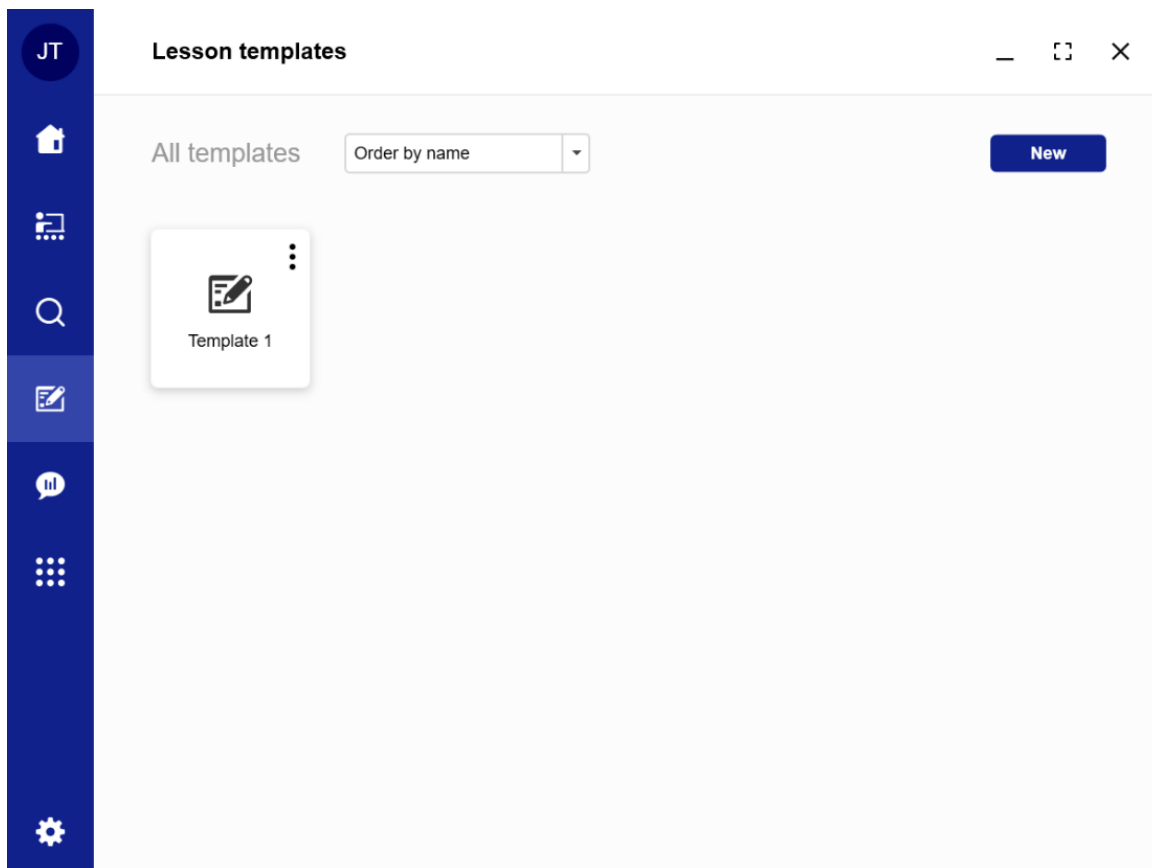 JT
Lesson templates
All templates
Order by name
New
Template 1